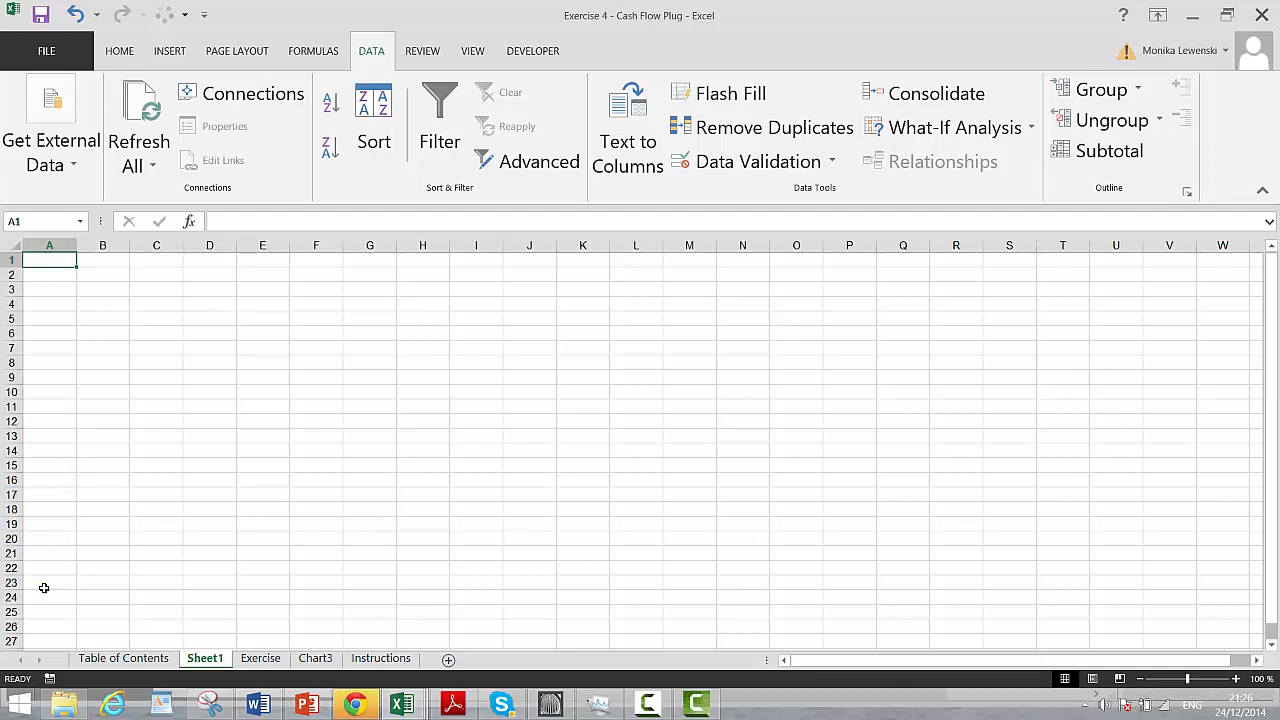 Exercise 4 - Cash Flow Plug - Excel
FILE HOME INSERT PAGE LAYOUT FORMULAS DATA REVIEW VIEW DEVELOPER Monika Lewenski
Get External Data
Refresh All
Connections
Properties
Edit Links
Connections
Sort
Filter
Clear
Reapply
Advanced
Sort & Filter
Text to Columns
Flash Fill
Remove Duplicates
Data Validation
Consolidate
What-If Analysis
Relationships
Data Tools
Group
Ungroup
Subtotal
Outline
A1 fx
A B C D E F G H I J K L M N O P Q R S T U V W
1
2
3
4
5
6
7
8
9
10
11
12
13
14
15
16
17
18
19
20
21
22
23
24
25
26
27
Table of Contents Sheet1 Exercise Chart3 Instructions
READY 100 %
ENG
21:26
24/12/2014